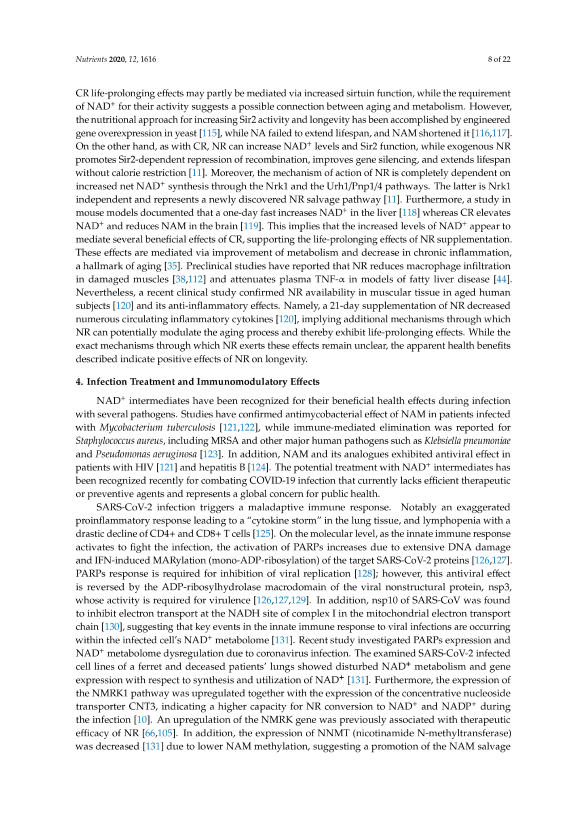 Nutrients 2020, 12, 1616
8 of 22
CR life-prolonging effects may partly be mediated via increased sirtuin function, while the requirement
of NAD+ for their activity suggests a possible connection between aging and metabolism. However,
the nutritional approach for increasing Sir2 activity and longevity has been accomplished by engineered
gene overexpression in yeast [115], while NA failed to extend lifespan, and NAM shortened it [116,117].
On the other hand, as with CR, NR can increase NAD+ levels and Sir2 function, while exogenous NR
promotes Sir2-dependent repression of recombination, improves gene silencing, and extends lifespan
without calorie restriction [11]. Moreover, the mechanism of action of NR is completely dependent on
increased net NAD+ synthesis through the Nrk1 and the Urh1/Pnp1/4 pathways. The latter is Nrk1
independent and represents a newly discovered NR salvage pathway [11]. Furthermore, a study in
mouse models documented that a one-day fast increases NAD+ in the liver [118] whereas CR elevates
NAD+ and reduces NAM in the brain [119]. This implies that the increased levels of NAD+ appear to
mediate several beneficial effects of CR, supporting the life-prolonging effects of NR supplementation.
These effects are mediated via improvement of metabolism and decrease in chronic inflammation,
a hallmark of aging [35]. Preclinical studies have reported that NR reduces macrophage infiltration
in damaged muscles [38,112] and attenuates plasma TNF-α in models of fatty liver disease [44].
Nevertheless, a recent clinical study confirmed NR availability in muscular tissue in aged human
subjects [120] and its anti-inflammatory effects. Namely, a 21-day supplementation of NR decreased
numerous circulating inflammatory cytokines [120], implying additional mechanisms through which
NR can potentially modulate the aging process and thereby exhibit life-prolonging effects. While the
exact mechanisms through which NR exerts these effects remain unclear, the apparent health benefits
described indicate positive effects of NR on longevity.
4. Infection Treatment and Immunomodulatory Effects
NAD+ intermediates have been recognized for their beneficial health effects during infection
with several pathogens. Studies have confirmed antimycobacterial effect of NAM in patients infected
with Mycobacterium tuberculosis [121,122], while immune-mediated elimination was reported for
Staphylococcus aureus, including MRSA and other major human pathogens such as Klebsiella pneumoniae
and Pseudomonas aeruginosa [123]. In addition, NAM and its analogues exhibited antiviral effect in
patients with HIV [121] and hepatitis B [124]. The potential treatment with NAD+ intermediates has
been recognized recently for combating COVID-19 infection that currently lacks efficient therapeutic
or preventive agents and represents a global concern for public health.
SARS-CoV-2 infection triggers a maladaptive immune response. Notably an exaggerated
proinflammatory response leading to a “cytokine storm” in the lung tissue, and lymphopenia with a
drastic decline of CD4+ and CD8+ T cells [125]. On the molecular level, as the innate immune response
activates to fight the infection, the activation of PARPs increases due to extensive DNA damage
and IFN-induced MARylation (mono-ADP-ribosylation) of the target SARS-CoV-2 proteins [126,127].
PARPs response is required for inhibition of viral replication [128]; however, this antiviral effect
is reversed by the ADP-ribosylhydrolase macrodomain of the viral nonstructural protein, nsp3,
whose activity is required for virulence [126,127,129]. In addition, nsp10 of SARS-CoV was found
to inhibit electron transport at the NADH site of complex I in the mitochondrial electron transport
chain [130], suggesting that key events in the innate immune response to viral infections are occurring
within the infected cell’s NAD+ metabolome [131]. Recent study investigated PARPs expression and
NAD+ metabolome dysregulation due to coronavirus infection. The examined SARS-CoV-2 infected
cell lines of a ferret and deceased patients’ lungs showed disturbed NAD+ metabolism and gene
expression with respect to synthesis and utilization of NAD+ [131]. Furthermore, the expression of
the NMRK1 pathway was upregulated together with the expression of the concentrative nucleoside
transporter CNT3, indicating a higher capacity for NR conversion to NAD+ and NADP+ during
the infection [10]. An upregulation of the NMRK gene was previously associated with therapeutic
efficacy of NR [66,105]. In addition, the expression of NNMT (nicotinamide N-methyltransferase)
was decreased [131] due to lower NAM methylation, suggesting a promotion of the NAM salvage